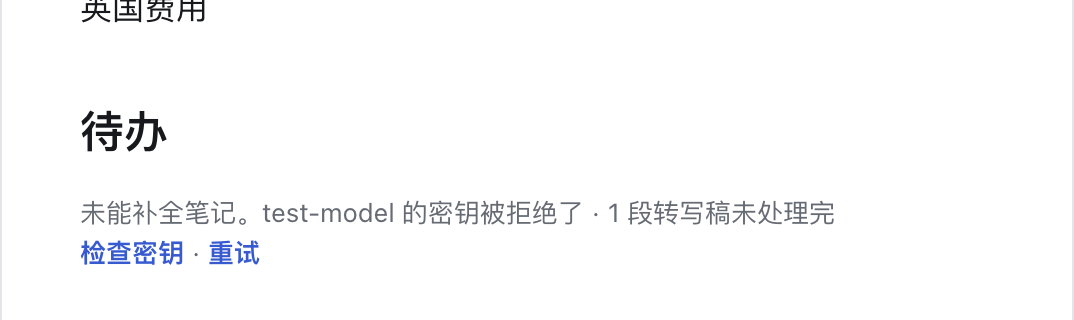 英国费用
待办
未能补全笔记。test-model 的密钥被拒绝了 · 1 段转写稿未处理完
检查密钥 · 重试